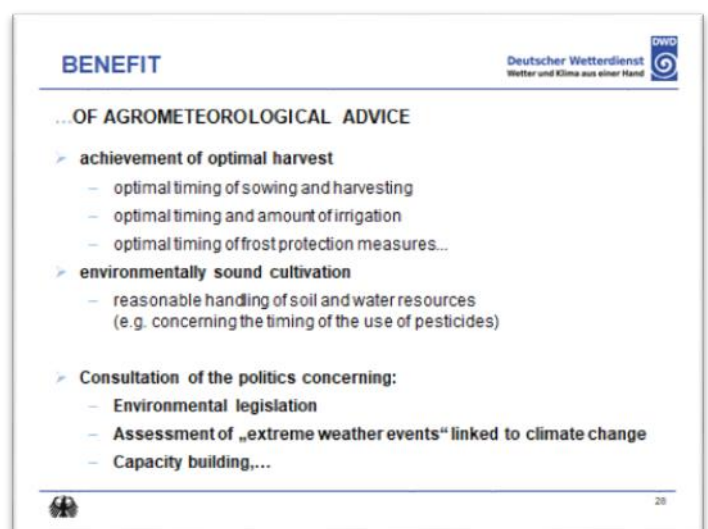 BENEFIT
Deutscher Wetterdienst
Wetter und Klima aus einer Hand
DWD
...OF AGROMETEOROLOGICAL ADVICE
➢ achievement of optimal harvest
– optimal timing of sowing and harvesting
– optimal timing and amount of irrigation
– optimal timing of frost protection measures...
➢ environmentally sound cultivation
– reasonable handling of soil and water resources
(e.g. concerning the timing of the use of pesticides)
➢ Consultation of the politics concerning:
– Environmental legislation
– Assessment of „extreme weather events“ linked to climate change
– Capacity building,...
28